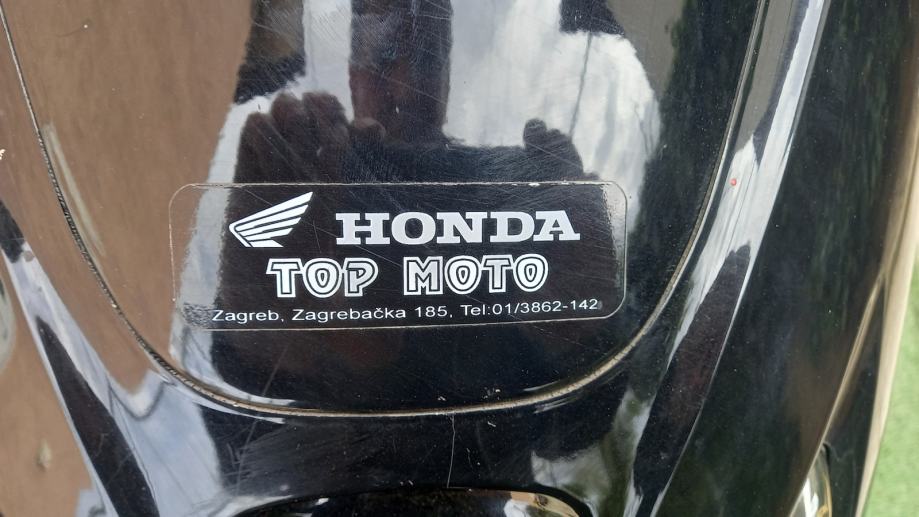 HONDA
TOP MOTO
Zagreb, Zagrebačka 185, Tel:01/3862-142